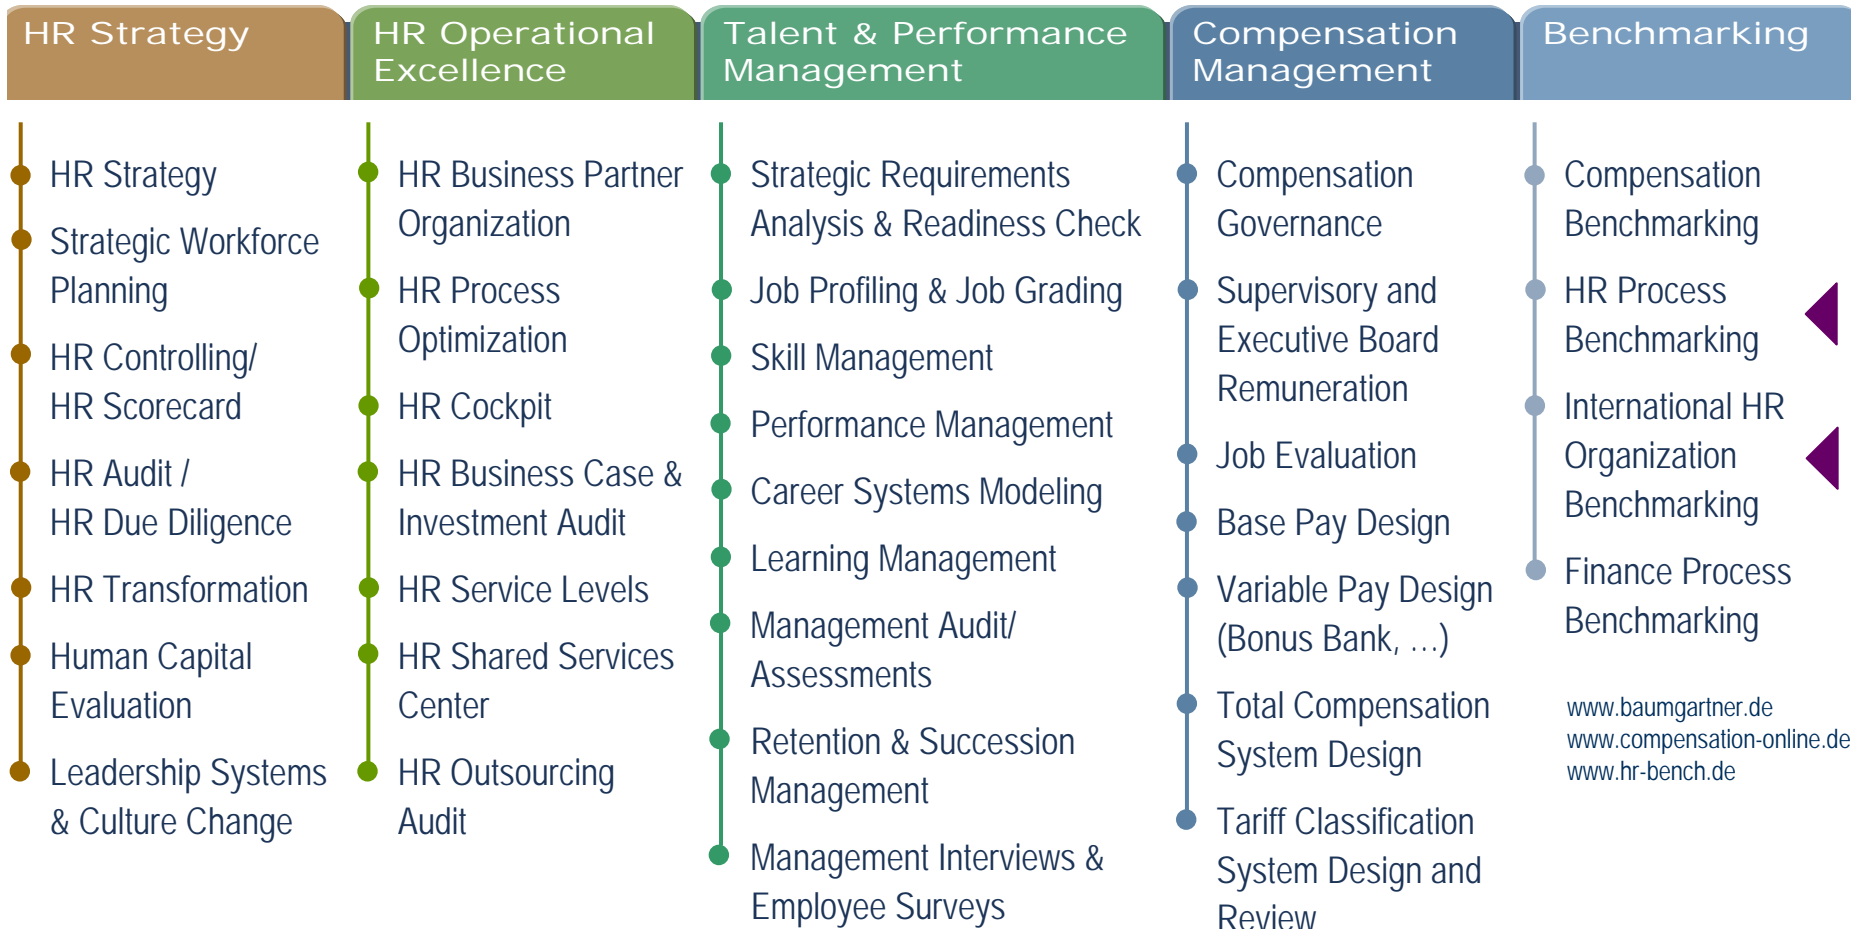 HR Strategy
HR Operational
Excellence
Talent & Performance
Management
Compensation
Management
Benchmarking
HR Strategy
Strategic Workforce
Planning
HR Controlling/
HR Scorecard
HR Audit /
HR Due Diligence
HR Transformation
Human Capital
Evaluation
Leadership Systems
& Culture Change
HR Business Partner
Organization
HR Process
Optimization
HR Cockpit
HR Business Case &
Investment Audit
HR Service Levels
HR Shared Services
Center
HR Outsourcing
Audit
Strategic Requirements
Analysis & Readiness Check
Job Profiling & Job Grading
Skill Management
Performance Management
Career Systems Modeling
Learning Management
Management Audit/
Assessments
Retention & Succession
Management
Management Interviews &
Employee Surveys
Compensation
Governance
Supervisory and
Executive Board
Remuneration
Job Evaluation
Base Pay Design
Variable Pay Design
(Bonus Bank, …)
Total Compensation
System Design
Tariff Classification
System Design and
Review
Compensation
Benchmarking
HR Process
Benchmarking
International HR
Organization
Benchmarking
Finance Process
Benchmarking
www.baumgartner.de
www.compensation-online.de
www.hr-bench.de